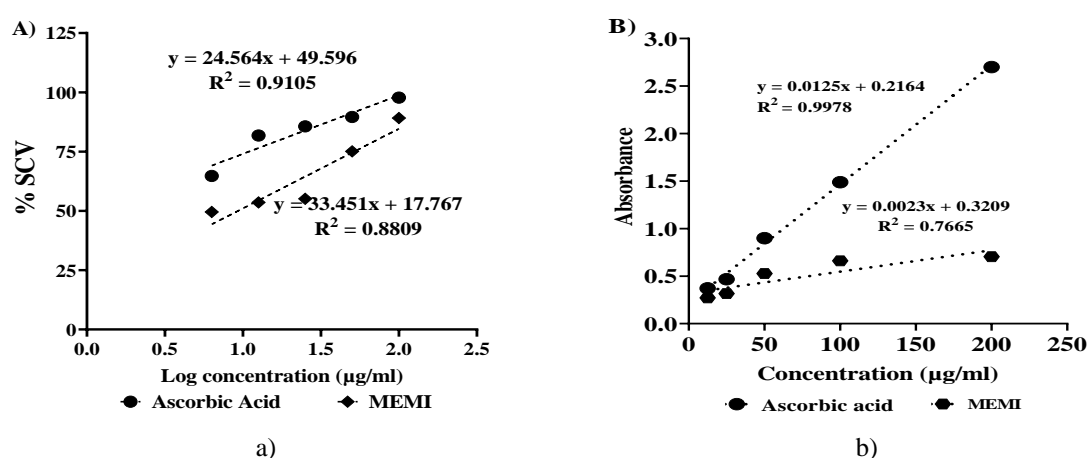 A)
125
100
75
50
25
0
% SCV
y = 24.564x + 49.596
R² = 0.9105
y = 33.451x + 17.767
R² = 0.8809
0.0 0.5 1.0 1.5 2.0 2.5
Log concentration (µg/ml)
Ascorbic Acid MEMI
a)
B)
3.0
2.5
2.0
1.5
1.0
0.5
0.0
Absorbance
y = 0.0125x + 0.2164
R² = 0.9978
y = 0.0023x + 0.3209
R² = 0.7665
0 50 100 150 200 250
Concentration (µg/ml)
Ascorbic acid MEMI
b)